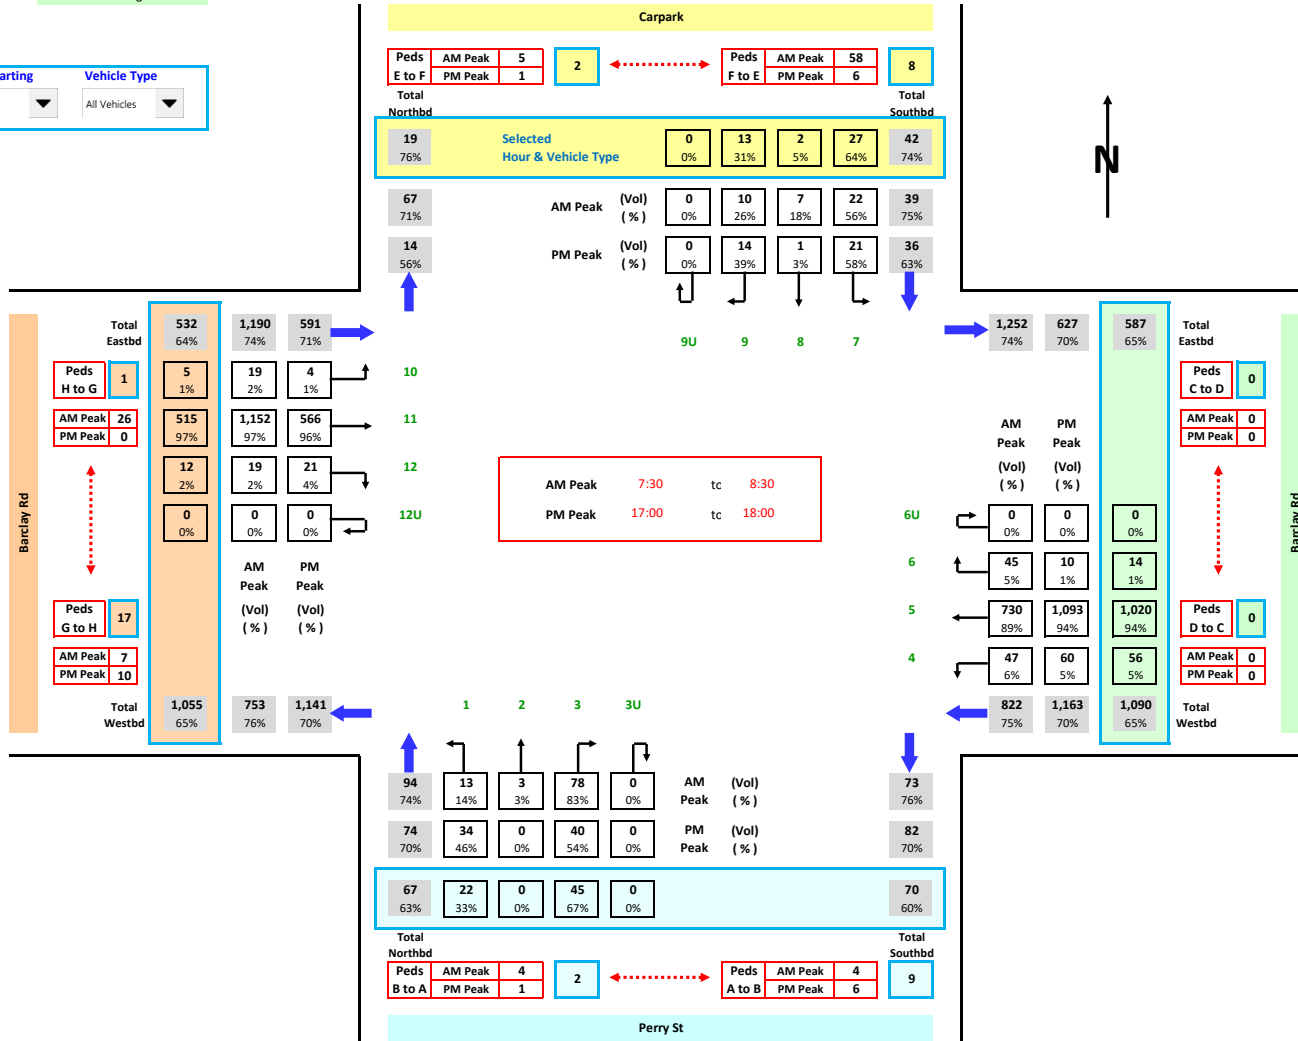 Carpark
Peds E to F AM Peak 5 PM Peak 1 2
Peds F to E AM Peak 58 PM Peak 6 8
Vehicle Type
All Vehicles
Total Northbd
Total Southbd
19 76%
Selected Hour & Vehicle Type
0 0% 13 31% 2 5% 27 64% 42 74%
N
67 71%
AM Peak (Vol) ( % ) 0 0% 10 26% 7 18% 22 56% 39 75%
14 56%
PM Peak (Vol) ( % ) 0 0% 14 39% 1 3% 21 58% 36 63%
9U 9 8 7
Barclay Rd
Total Eastbd 532 64% 1,190 74% 591 71%
Peds H to G 1
AM Peak 26
PM Peak 0
5 1% 19 2% 4 1% 10
515 97% 1,152 97% 566 96% 11
12 2% 19 2% 21 4% 12
0 0% 0 0% 0 0% 12U
AM Peak (Vol) ( % )
PM Peak (Vol) ( % )
Peds G to H 17
AM Peak 7
PM Peak 10
Total Westbd 1,055 65% 753 76% 1,141 70%
AM Peak 7:30 to 8:30
PM Peak 17:00 to 18:00
1,252 74% 627 70% 587 65% Total Eastbd
Peds C to D 0
AM Peak 0
PM Peak 0
AM Peak (Vol) ( % )
PM Peak (Vol) ( % )
6U 0 0% 0 0% 0 0%
6 45 5% 10 1% 14 1%
5 730 89% 1,093 94% 1,020 94%
4 47 6% 60 5% 56 5%
Peds D to C 0
AM Peak 0
PM Peak 0
822 75% 1,163 70% 1,090 65% Total Westbd
Barclay Rd
1 2 3 3U
94 74% 13 14% 3 3% 78 83% 0 0% AM Peak (Vol) ( % ) 73 76%
74 70% 34 46% 0 0% 40 54% 0 0% PM Peak (Vol) ( % ) 82 70%
67 63% 22 33% 0 0% 45 67% 0 0% 70 60%
Total Northbd
Total Southbd
Peds B to A AM Peak 4 PM Peak 1 2
Peds A to B AM Peak 4 PM Peak 6 9
Perry St